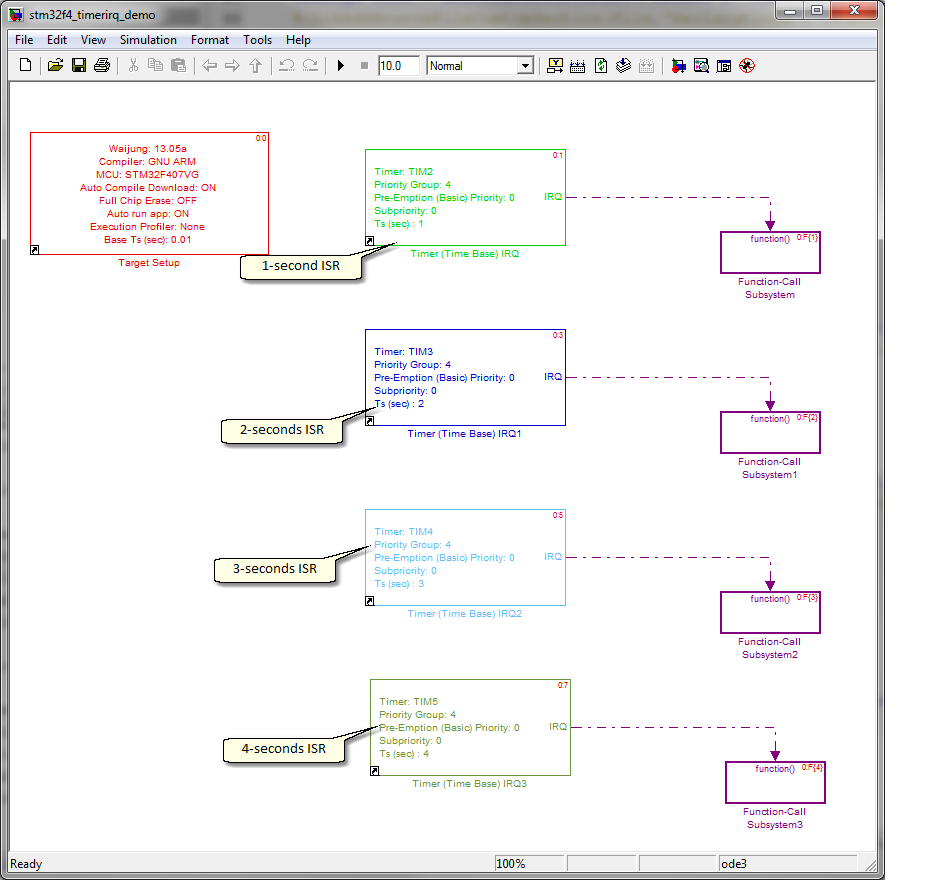 stm32f4_timerirq_demo
File Edit View Simulation Format Tools Help
10.0 Normal
0:0
Waijung: 13.05a
Compiler: GNU ARM
MCU: STM32F407VG
Auto Compile Download: ON
Full Chip Erase: OFF
Auto run app: ON
Execution Profiler: None
Base Ts (sec): 0.01
Target Setup
0:1
Timer: TIM2
Priority Group: 4
Pre-Emption (Basic) Priority: 0 IRQ
Subpriority: 0
Ts (sec) : 1
Timer (Time Base) IRQ
1-second ISR
function() 0:F{1}
Function-Call
Subsystem
0:3
Timer: TIM3
Priority Group: 4
Pre-Emption (Basic) Priority: 0 IRQ
Subpriority: 0
Ts (sec) : 2
Timer (Time Base) IRQ1
2-seconds ISR
function() 0:F{2}
Function-Call
Subsystem1
0:5
Timer: TIM4
Priority Group: 4
Pre-Emption (Basic) Priority: 0 IRQ
Subpriority: 0
Ts (sec) : 3
Timer (Time Base) IRQ2
3-seconds ISR
function() 0:F{3}
Function-Call
Subsystem2
0:7
Timer: TIM5
Priority Group: 4
Pre-Emption (Basic) Priority: 0 IRQ
Subpriority: 0
Ts (sec) : 4
Timer (Time Base) IRQ3
4-seconds ISR
function() 0:F{4}
Function-Call
Subsystem3
Ready 100% ode3